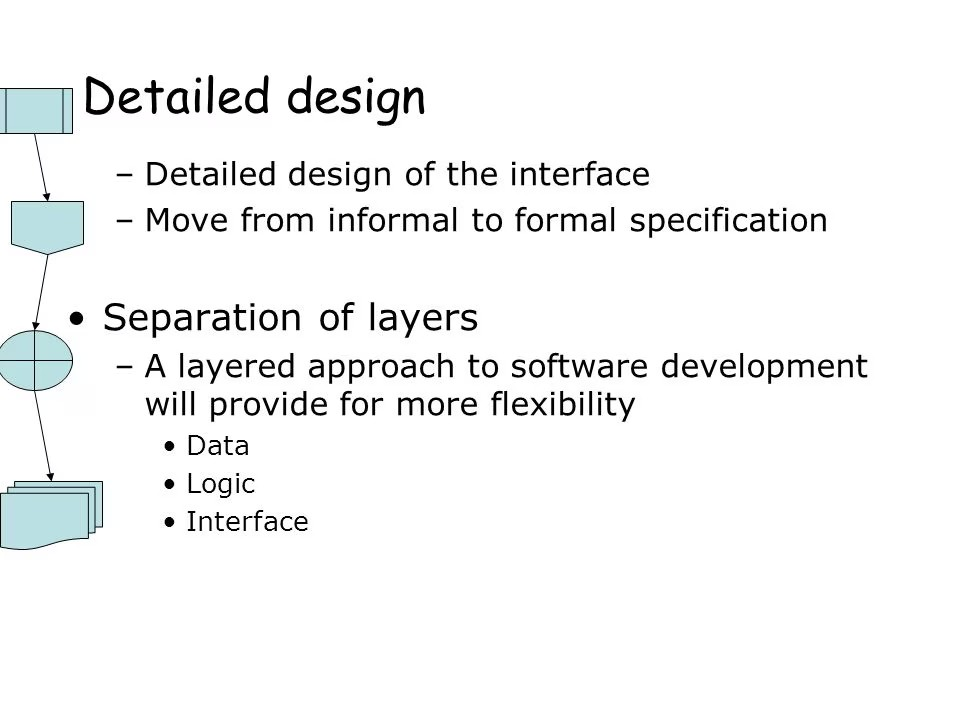 Detailed design
– Detailed design of the interface
– Move from informal to formal specification
• Separation of layers
– A layered approach to software development
will provide for more flexibility
• Data
• Logic
• Interface